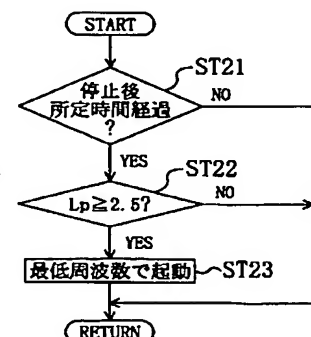 START
停止後
所定時間経過
?
ST21
NO
YES
Lp≧2.5?
ST22
NO
YES
最低周波数で起動
ST23
RETURN